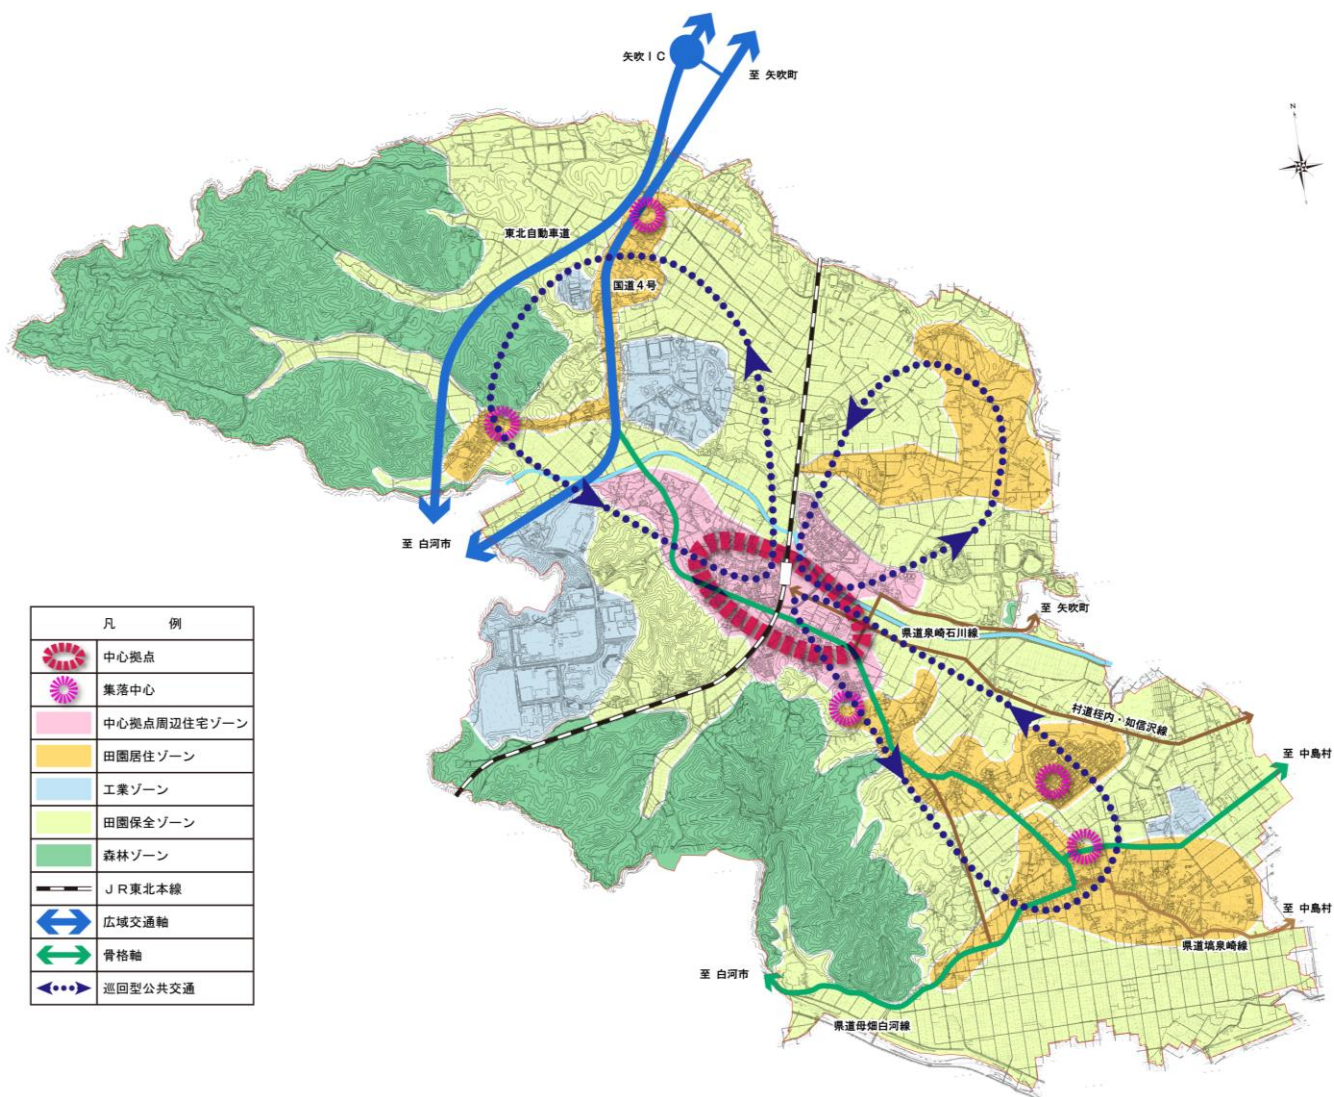 矢吹ＩＣ
至 矢吹町
N
東北自動車道
国道４号
至 白河市
至 矢吹町
県道泉崎石川線
村道桎内・如信沢線
至 中島村
至 中島村
県道塙泉崎線
至 白河市
県道母畑白河線
凡 例
中心拠点
集落中心
中心拠点周辺住宅ゾーン
田園居住ゾーン
工業ゾーン
田園保全ゾーン
森林ゾーン
ＪＲ東北本線
広域交通軸
骨格軸
巡回型公共交通